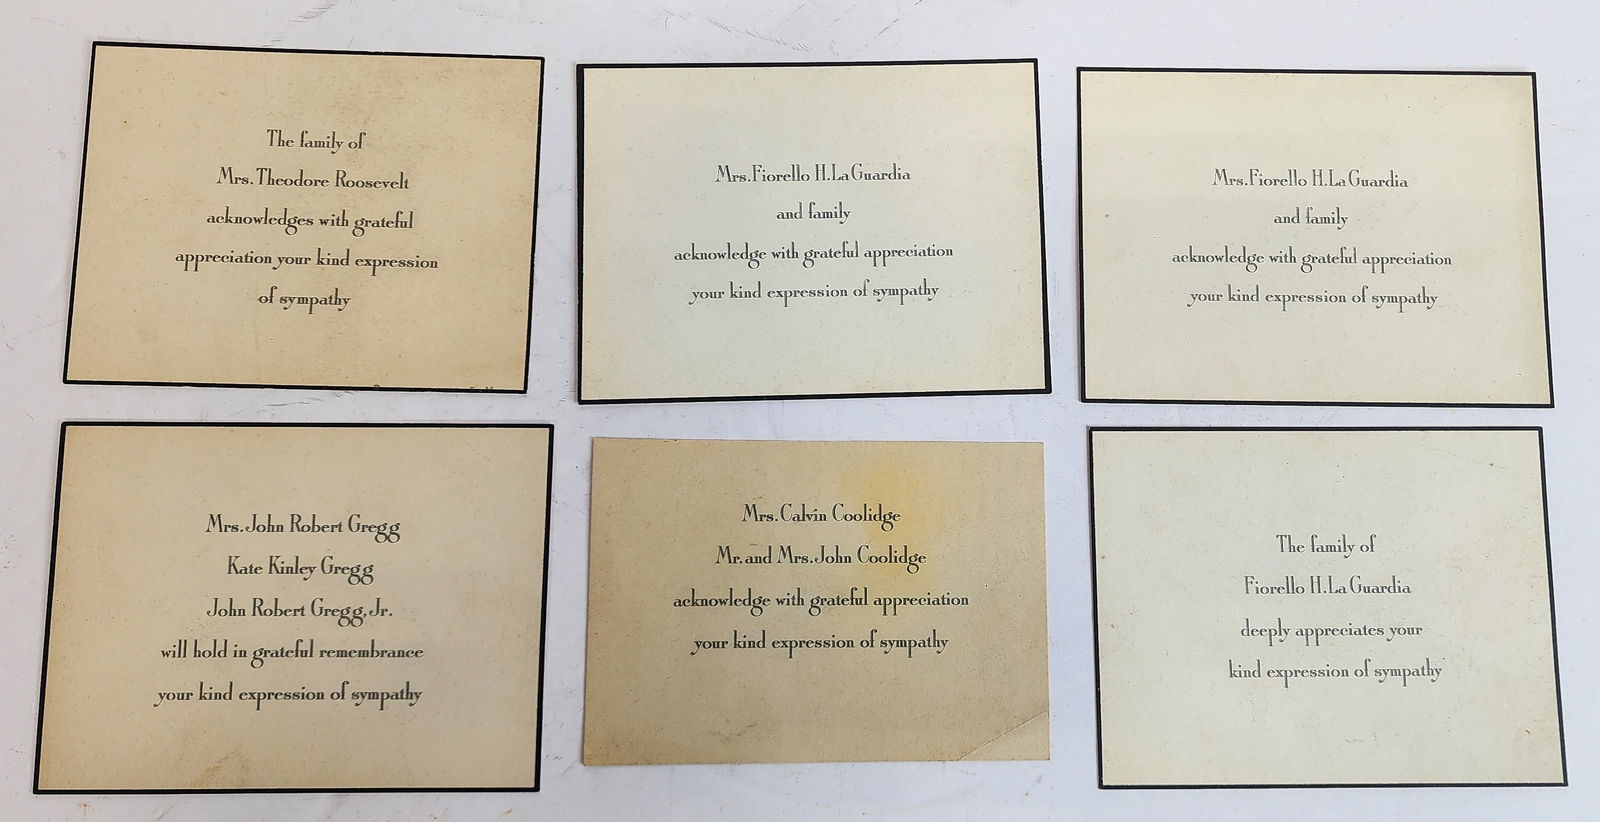 The family of
Mrs. Theodore Roosevelt
acknowledges with grateful
appreciation your kind expression
of sympathy
Mrs. Fiorello H. La Guardia
and family
acknowledge with grateful appreciation
your kind expression of sympathy
Mrs. Fiorello H. La Guardia
and family
acknowledge with grateful appreciation
your kind expression of sympathy
Mrs. John Robert Gregg
Kate Kinley Gregg
John Robert Gregg, Jr.
will hold in grateful remembrance
your kind expression of sympathy
Mrs. Calvin Coolidge
Mr. and Mrs. John Coolidge
acknowledge with grateful appreciation
your kind expression of sympathy
The family of
Fiorello H. La Guardia
deeply appreciates your
kind expression of sympathy